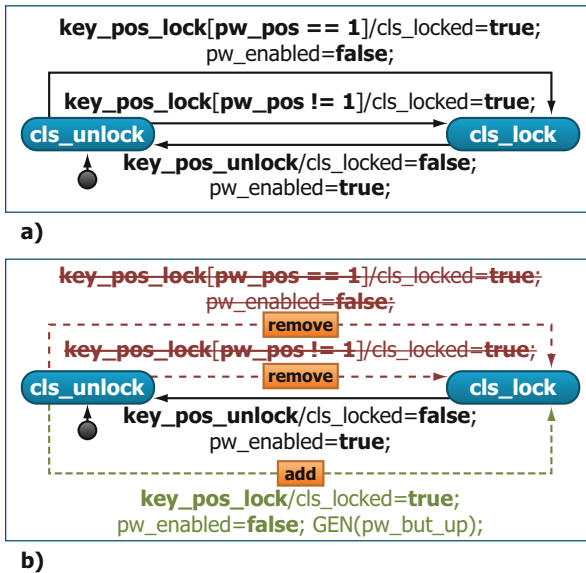 key_pos_lock[pw_pos == 1]/cls_locked=true;
pw_enabled=false;
key_pos_lock[pw_pos != 1]/cls_locked=true;
cls_unlock
cls_lock
key_pos_unlock/cls_locked=false;
pw_enabled=true;
a)
key_pos_lock[pw_pos == 1]/cls_locked=true;
pw_enabled=false;
remove
key_pos_lock[pw_pos != 1]/cls_locked=true;
cls_unlock
remove
cls_lock
key_pos_unlock/cls_locked=false;
pw_enabled=true;
add
key_pos_lock/cls_locked=true;
pw_enabled=false; GEN(pw_but_up);
b)